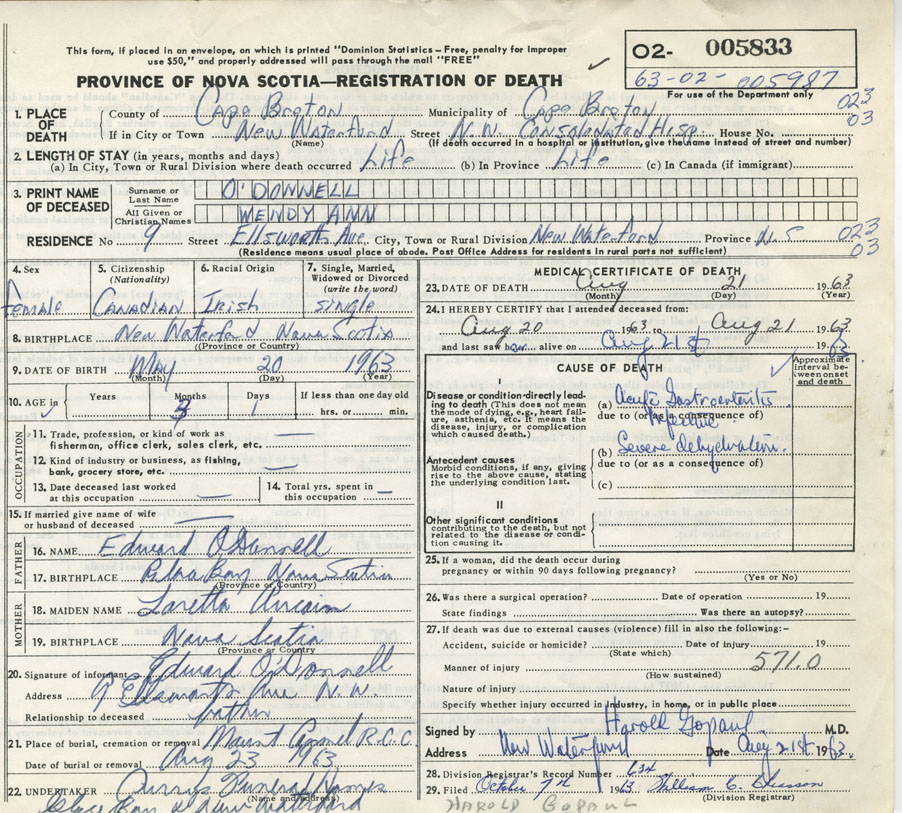 This form, if placed in an envelope, on which is printed "Dominion Statistics – Free, penalty for Improper
use $50," and properly addressed will pass through the mail "FREE"
PROVINCE OF NOVA SCOTIA—REGISTRATION OF DEATH
O2- 005833
63-02- 005987
For use of the Department only
1. PLACE OF DEATH County of Cape Breton Municipality of Cape Breton 023
If in City or Town New Waterford (Name) Street N.W. Consolidated Hosp. House No. 03
(If death occurred in a hospital or institution, give the name instead of street and number)
2. LENGTH OF STAY (in years, months and days)
(a) In City, Town or Rural Division where death occurred Life (b) In Province Life (c) In Canada (if immigrant)
3. PRINT NAME OF DECEASED Surname or Last Name O'DONNELL
All Given or Christian Names WENDY ANN
RESIDENCE No 9 Street Ellsworth Ave. City, Town or Rural Division New Waterford Province N.S 023
03
(Residence means usual place of abode. Post Office Address for residents in rural parts not sufficient)
4. Sex Female
5. Citizenship (Nationality) Canadian
6. Racial Origin Irish
7. Single, Married, Widowed or Divorced (write the word) single
8. BIRTHPLACE New Waterford Nova Scotia
(Province or Country)
9. DATE OF BIRTH May 20 1963
(Month) (Day) (Year)
10. AGE in Years Months 3 Days 1 If less than one day old
hrs. or min.
OCCUPATION
11. Trade, profession, or kind of work as
fisherman, office clerk, sales clerk, etc. —
12. Kind of industry or business, as fishing,
bank, grocery store, etc. —
13. Date deceased last worked
at this occupation —
14. Total yrs. spent in
this occupation —
15. If married give name of wife
or husband of deceased —
FATHER
16. NAME Edward O'Donnell
17. BIRTHPLACE Bay Nova Scotia
(Province or Country)
MOTHER
18. MAIDEN NAME Loretta
19. BIRTHPLACE Nova Scotia
(Province or Country)
20. Signature of informant Edward O'Donnell
Address 9 Ellsworth Ave N.W.
Relationship to deceased father
21. Place of burial, cremation or removal Mount Carmel R.C.C.
Date of burial or removal Aug 23 1963
22. UNDERTAKER Curry's Funeral Homes
(Name and address)
Glace Bay & New Waterford
MEDICAL CERTIFICATE OF DEATH
23. DATE OF DEATH Aug 21 1963
(Month) (Day) (Year)
24. I HEREBY CERTIFY that I attended deceased from:
Aug 20 1963 to Aug 21 1963
and last saw her alive on Aug 21st 1963
CAUSE OF DEATH
Approximate interval between onset and death
I
Disease or condition directly leading to death (This does not mean the mode of dying, e.g., heart failure, asthenia, etc. It means the disease, injury, or complication which caused death.)
(a) Acute Gastroenteritis
due to (or as a consequence of)
Infective
Antecedent causes
Morbid conditions, if any, giving rise to the above cause, stating the underlying condition last.
(b) Severe dehydration.
due to (or as a consequence of)
(c)
II
Other significant conditions
contributing to the death, but not related to the disease or condition causing it.
25. If a woman, did the death occur during
pregnancy or within 90 days following pregnancy?
(Yes or No)
26. Was there a surgical operation? Date of operation 19
State findings Was there an autopsy?
27. If death was due to external causes (violence) fill in also the following:–
Accident, suicide or homicide? Date of injury 19
(State which)
Manner of injury 571.0
(How sustained)
Nature of injury
Specify whether injury occurred in industry, in home, or in public place
Signed by Harold Gopaul M.D.
Address New Waterford Date Aug 21st 1963
28. Division Registrar's Record Number 634
29. Filed October 7th 1963 William C.
(Division Registrar)
HAROLD GOPAUL